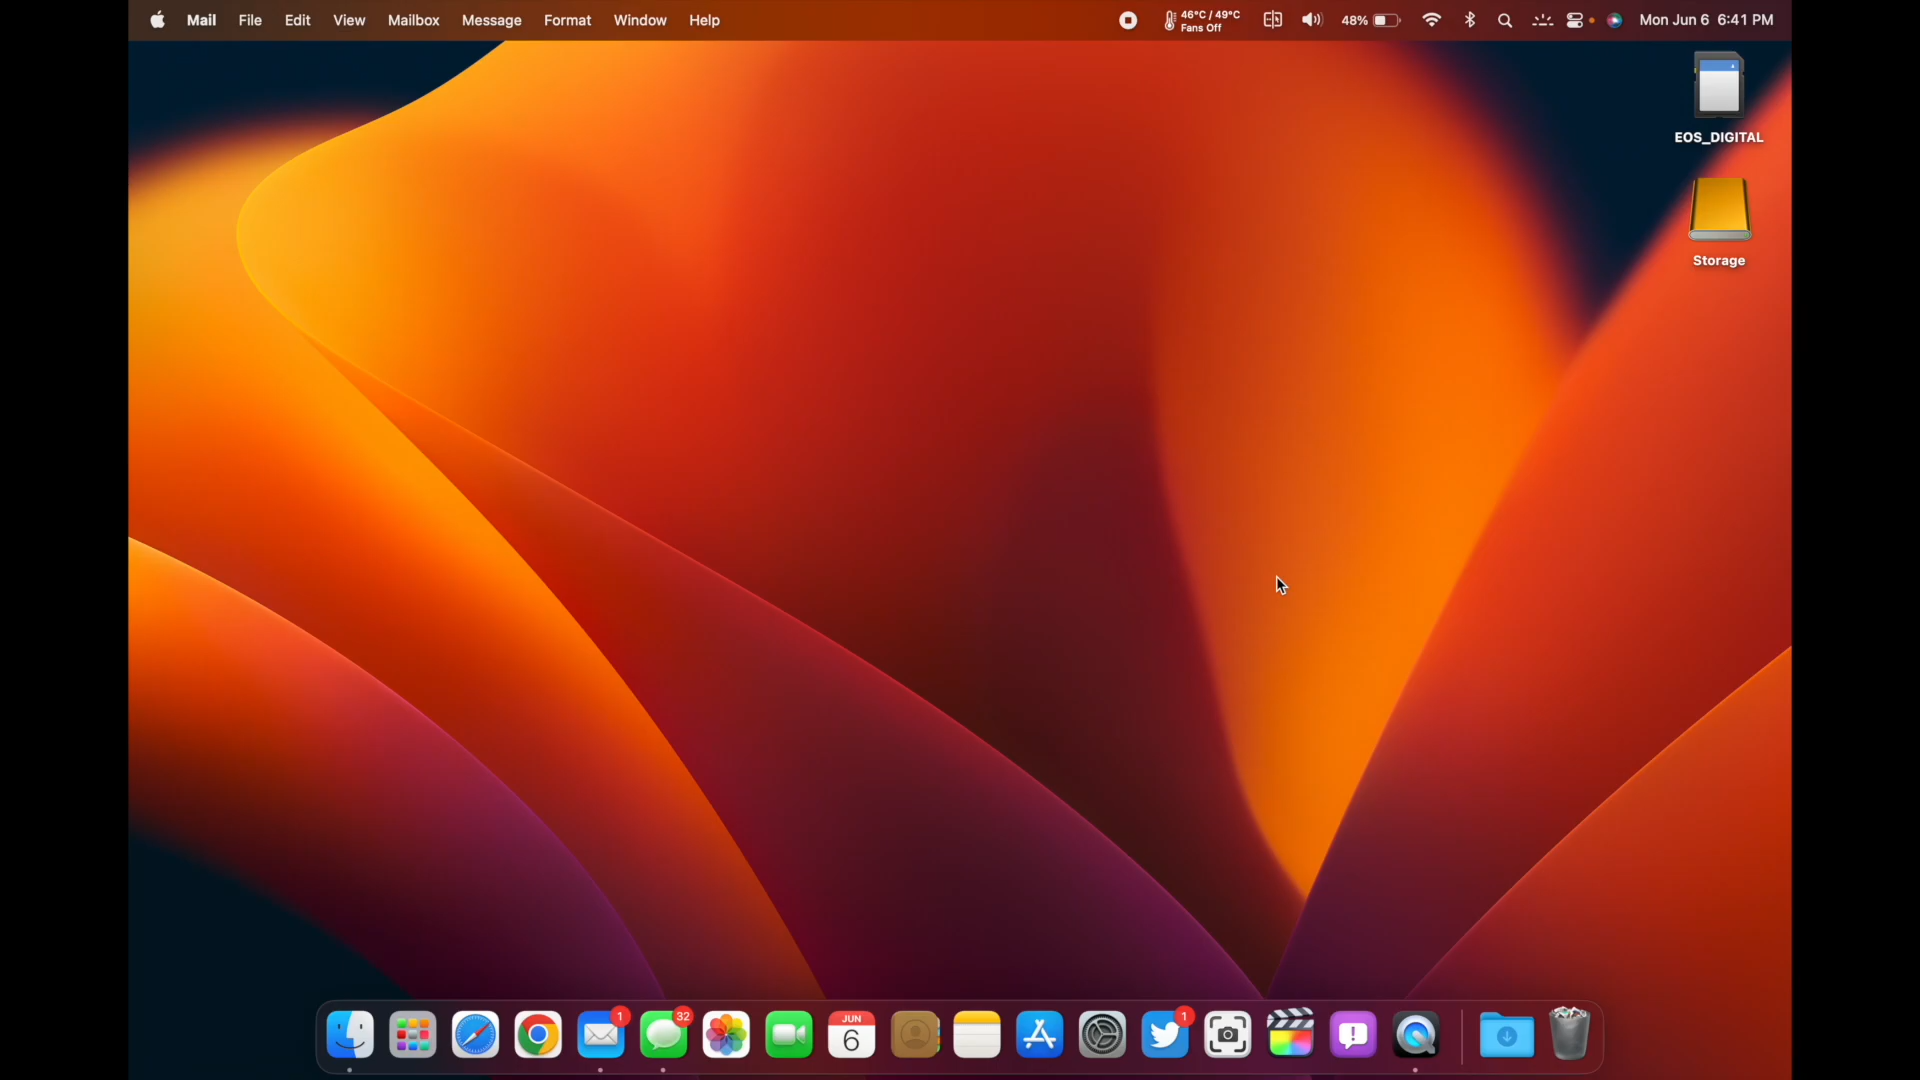 Mail File Edit View Mailbox Message Format Window Help 46°C / 49°C 48% Mon Jun 6 6:41 PM
Fans Off
EOS_DIGITAL
Storage
1 32 JUN 1
6